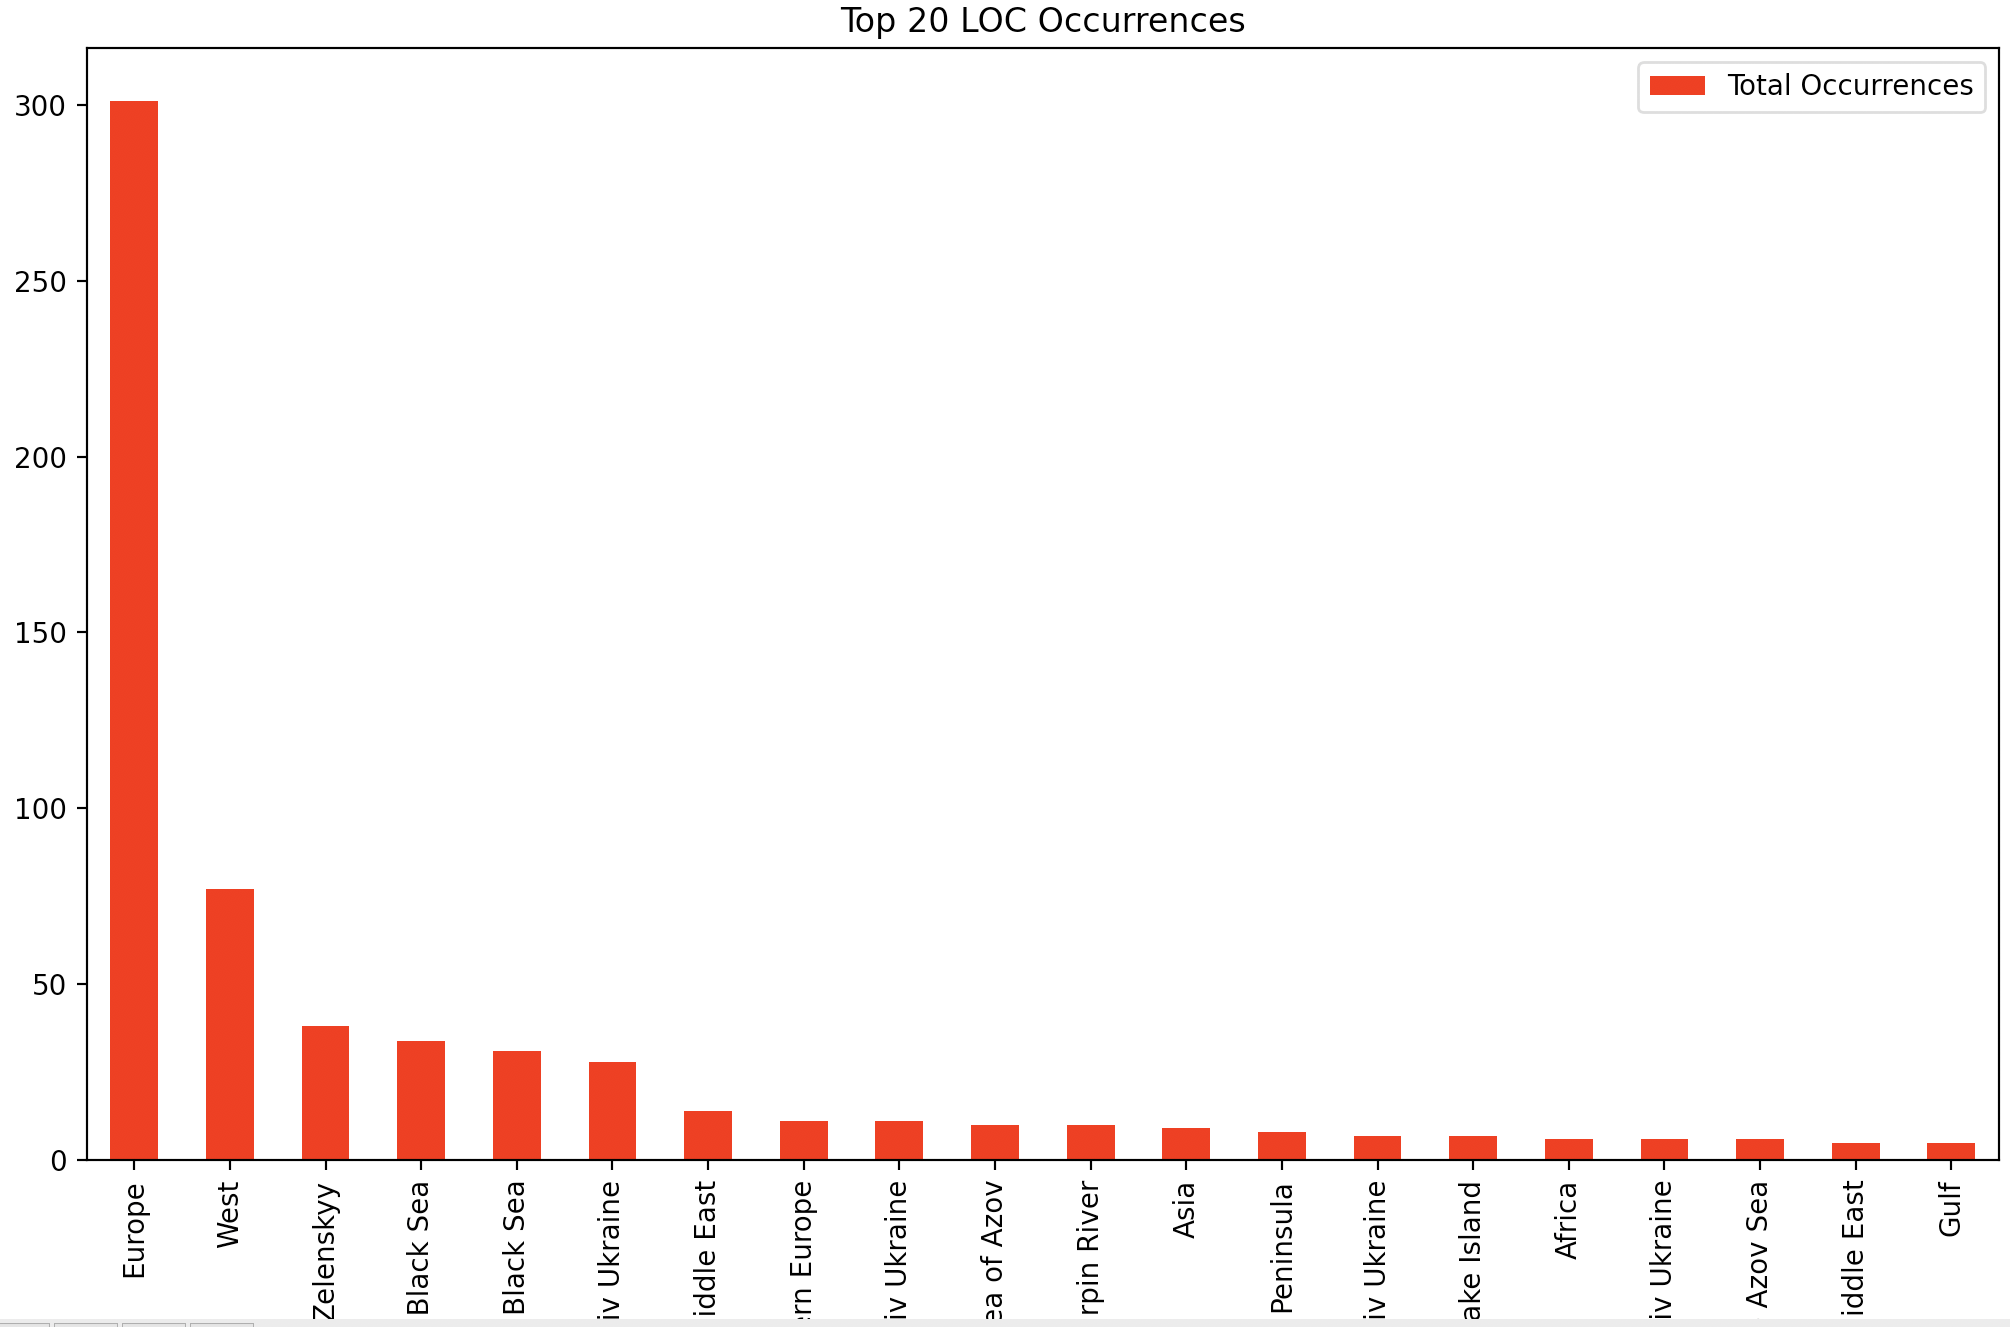 Top 20 LOC Occurrences
Total Occurrences
300
250
200
150
100
50
0
Europe
West
Zelenskyy
Black Sea
Black Sea
iv Ukraine
iddle East
ern Europe
iv Ukraine
ea of Azov
rpin River
Asia
Peninsula
iv Ukraine
ake Island
Africa
iv Ukraine
Azov Sea
iddle East
Gulf